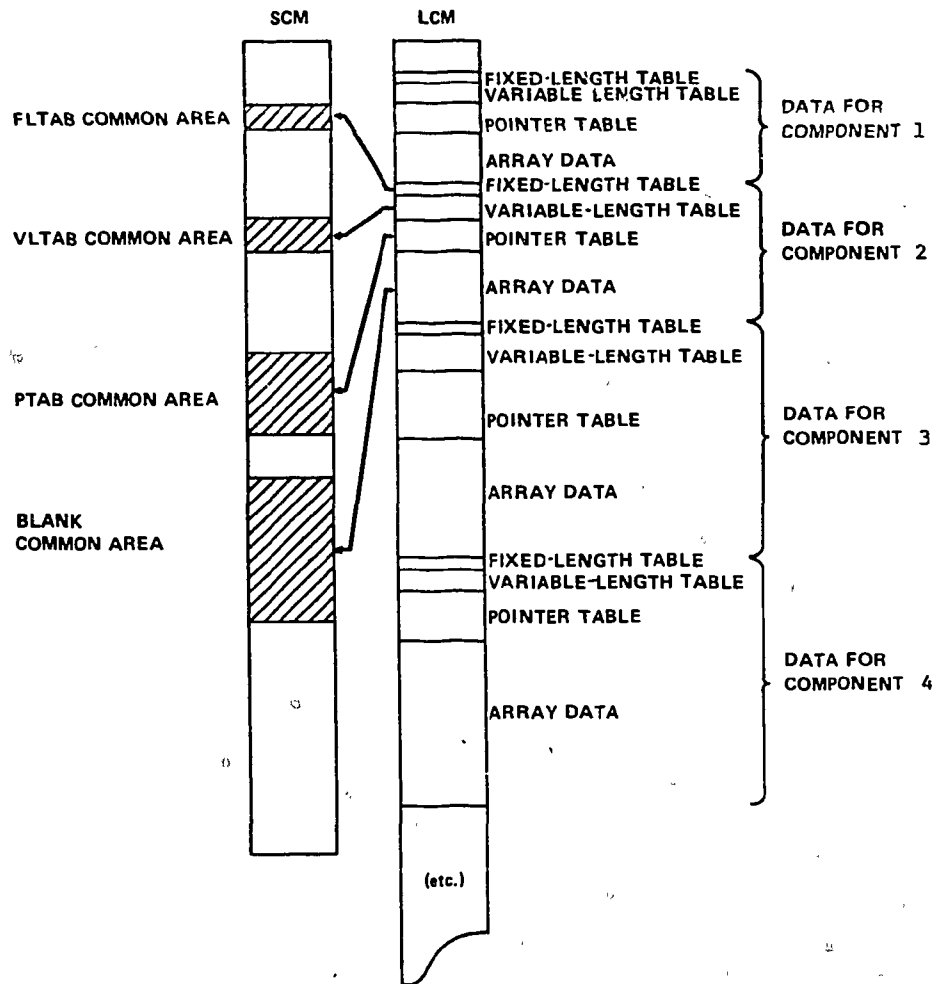 SCM
LCM
FLTAB COMMON AREA
VLTAB COMMON AREA
PTAB COMMON AREA
BLANK
COMMON AREA
FIXED-LENGTH TABLE
VARIABLE LENGTH TABLE
POINTER TABLE
ARRAY DATA
FIXED-LENGTH TABLE
VARIABLE-LENGTH TABLE
POINTER TABLE
ARRAY DATA
FIXED-LENGTH TABLE
VARIABLE-LENGTH TABLE
POINTER TABLE
ARRAY DATA
FIXED-LENGTH TABLE
VARIABLE-LENGTH TABLE
POINTER TABLE
ARRAY DATA
(etc.)
DATA FOR
COMPONENT 1
DATA FOR
COMPONENT 2
DATA FOR
COMPONENT 3
DATA FOR
COMPONENT 4